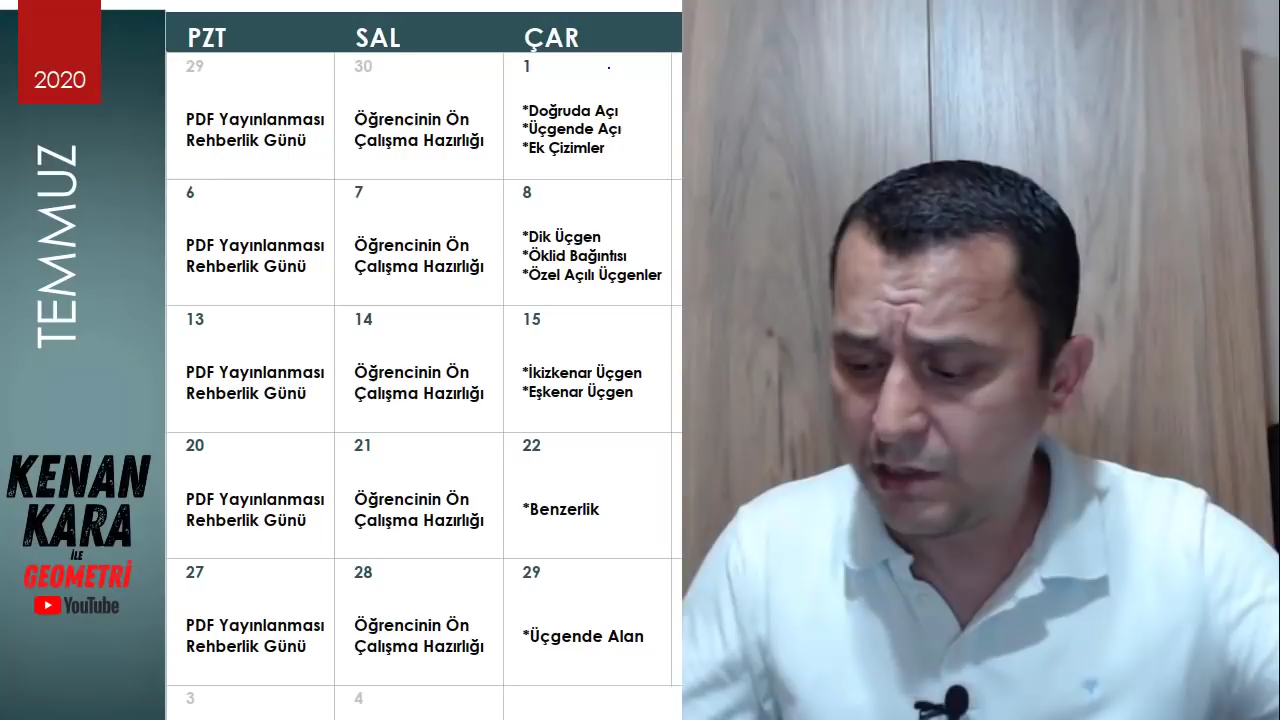 2020
TEMMUZ
KENAN
KARA
İLE
GEOMETRİ
YouTube
PZT SAL ÇAR
29 30 1
PDF Yayınlanması
Rehberlik Günü
Öğrencinin Ön
Çalışma Hazırlığı
*Doğruda Açı
*Üçgende Açı
*Ek Çizimler
6 7 8
PDF Yayınlanması
Rehberlik Günü
Öğrencinin Ön
Çalışma Hazırlığı
*Dik Üçgen
*Öklid Bağıntısı
*Özel Açılı Üçgenler
13 14 15
PDF Yayınlanması
Rehberlik Günü
Öğrencinin Ön
Çalışma Hazırlığı
*İkizkenar Üçgen
*Eşkenar Üçgen
20 21 22
PDF Yayınlanması
Rehberlik Günü
Öğrencinin Ön
Çalışma Hazırlığı
*Benzerlik
27 28 29
PDF Yayınlanması
Rehberlik Günü
Öğrencinin Ön
Çalışma Hazırlığı
*Üçgende Alan
3 4